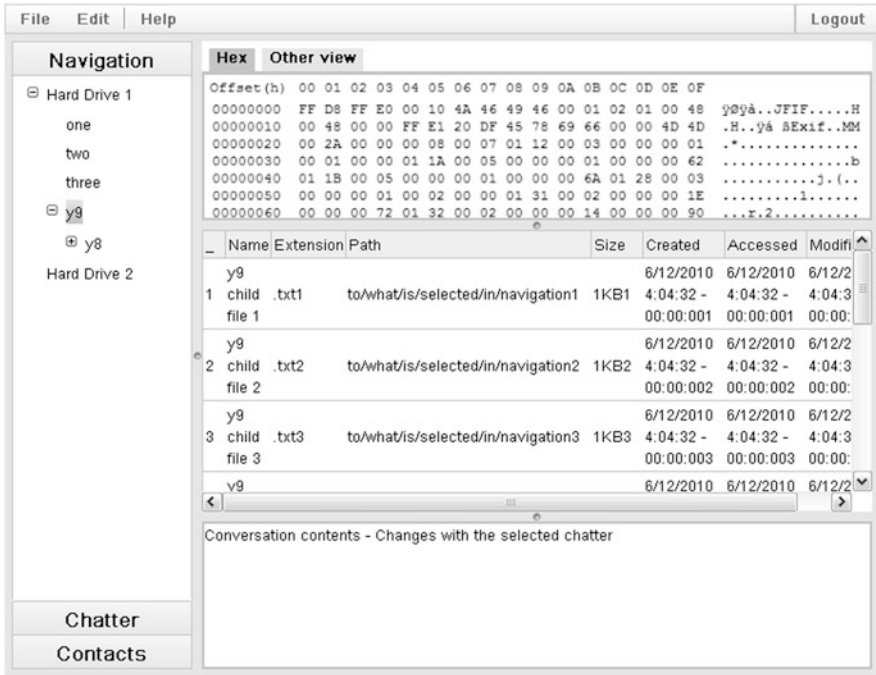 File Edit Help Logout
Navigation
Hard Drive 1
one
two
three
y9
y8
Hard Drive 2
Chatter
Contacts
Hex Other view
Offset(h) 00 01 02 03 04 05 06 07 08 09 0A 0B 0C 0D 0E 0F
00000000 FF D8 FF E0 00 10 4A 46 49 46 00 01 02 01 00 48 ÿØÿà..JFIF.....H
00000010 00 48 00 00 FF E1 20 DF 45 78 69 66 00 00 4D 4D .H..ÿá ßExif..MM
00000020 00 2A 00 00 00 08 00 07 01 12 00 03 00 00 00 01 .*..............
00000030 00 01 00 00 01 1A 00 05 00 00 00 01 00 00 00 62 ...............b
00000040 01 1B 00 05 00 00 00 01 00 00 00 6A 01 28 00 03 ...........j.(..
00000050 00 00 00 01 00 02 00 00 01 31 00 02 00 00 00 1E .........1......
00000060 00 00 00 72 01 32 00 02 00 00 00 14 00 00 00 90 ...r.2..........
_ Name Extension Path Size Created Accessed Modifi
y9 6/12/2010 6/12/2010 6/12/2
1 child .txt1 to/what/is/selected/in/navigation1 1KB1 4:04:32 - 4:04:32 - 4:04:3
file 1 00:00:001 00:00:001 00:00:
y9 6/12/2010 6/12/2010 6/12/2
2 child .txt2 to/what/is/selected/in/navigation2 1KB2 4:04:32 - 4:04:32 - 4:04:3
file 2 00:00:002 00:00:002 00:00:
y9 6/12/2010 6/12/2010 6/12/2
3 child .txt3 to/what/is/selected/in/navigation3 1KB3 4:04:32 - 4:04:32 - 4:04:3
file 3 00:00:003 00:00:003 00:00:
y9 6/12/2010 6/12/2010 6/12/2
Conversation contents - Changes with the selected chatter